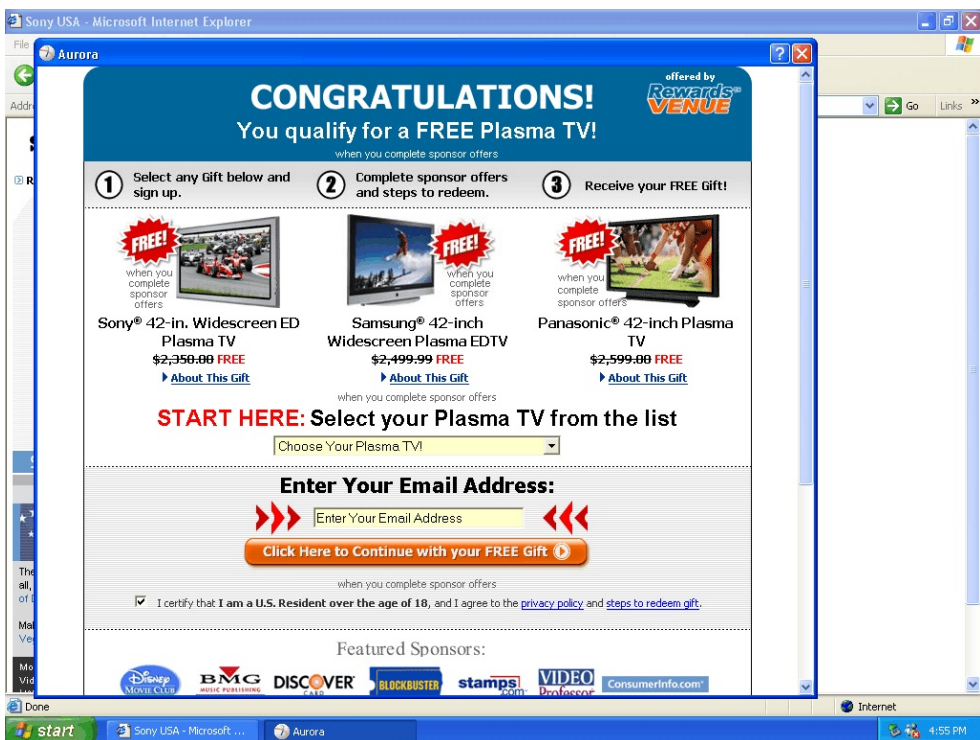 Sony USA - Microsoft Internet Explorer
File
Aurora
Addr
Go Links »
CONGRATULATIONS!
offered by
Rewards
VENUE
You qualify for a FREE Plasma TV!
when you complete sponsor offers
1 Select any Gift below and
sign up.
2 Complete sponsor offers
and steps to redeem.
3 Receive your FREE Gift!
FREE!
when you
complete
sponsor
offers
FREE!
when you
complete
sponsor
offers
FREE!
when you
complete
sponsor offers
Sony® 42-in. Widescreen ED
Plasma TV
$2,350.00 FREE
About This Gift
Samsung® 42-inch
Widescreen Plasma EDTV
$2,499.99 FREE
About This Gift
Panasonic® 42-inch Plasma
TV
$2,599.00 FREE
About This Gift
when you complete sponsor offers
START HERE: Select your Plasma TV from the list
Choose Your Plasma TV!
Enter Your Email Address:
Enter Your Email Address
Click Here to Continue with your FREE Gift
when you complete sponsor offers
I certify that I am a U.S. Resident over the age of 18, and I agree to the privacy policy and steps to redeem gift.
Featured Sponsors:
Disney
MOVIE CLUB
BMG
MUSIC PUBLISHING
DISCOVER
CARD
BLOCKBUSTER
stamps
.com
VIDEO
Professor
ConsumerInfo.com
The
all,
of D
Mal
Ve
Mo
Vid
Done
Internet
start
Sony USA - Microsoft ...
Aurora
4:55 PM